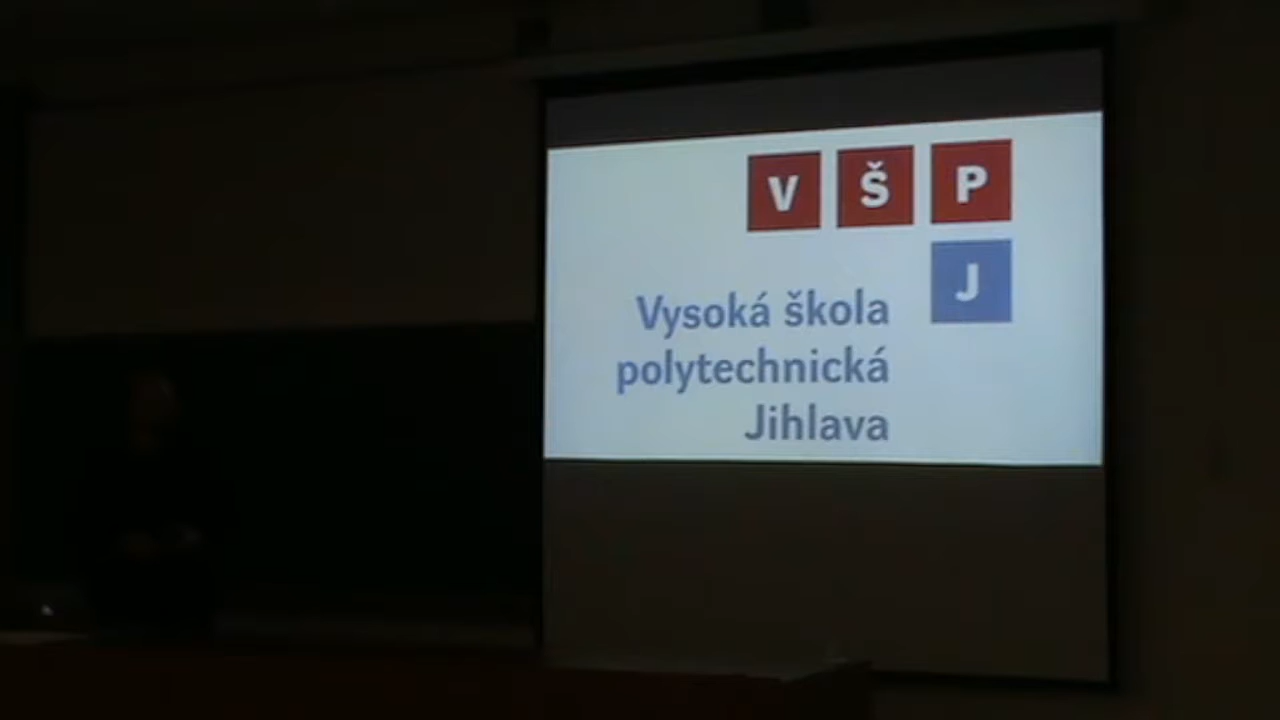 V Š P
J
Vysoká škola
polytechnická
Jihlava